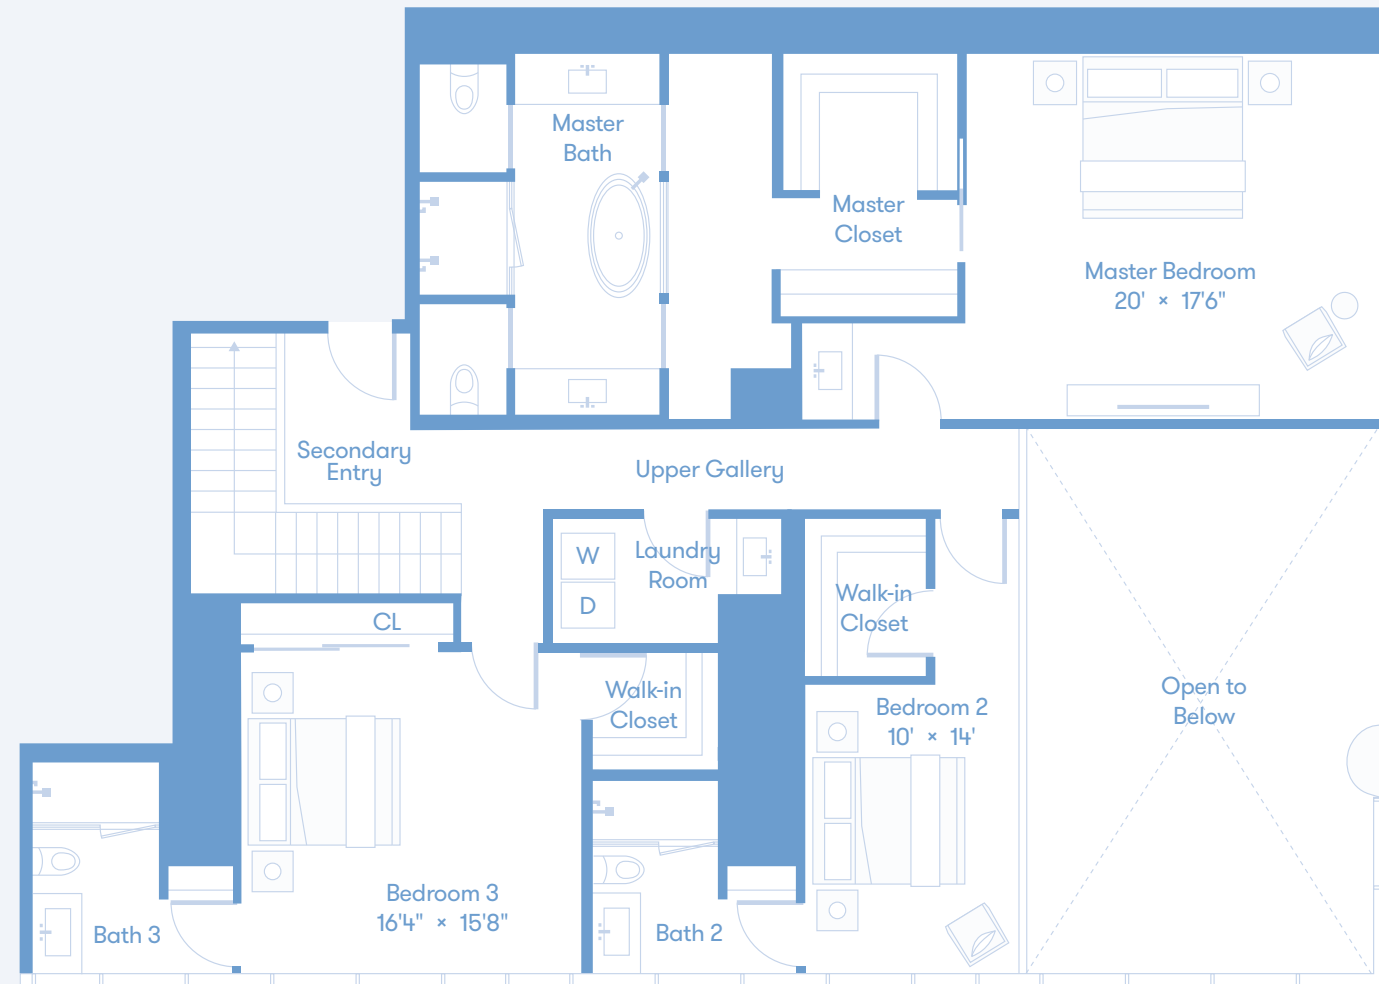 Master
Bath
Master
Closet
Master Bedroom
20' × 17'6"
Secondary
Entry
Upper Gallery
W
D
Laundry
Room
Walk-in
Closet
CL
Walk-in
Closet
Bedroom 2
10' × 14'
Open to
Below
Bedroom 3
16'4" × 15'8"
Bath 3
Bath 2